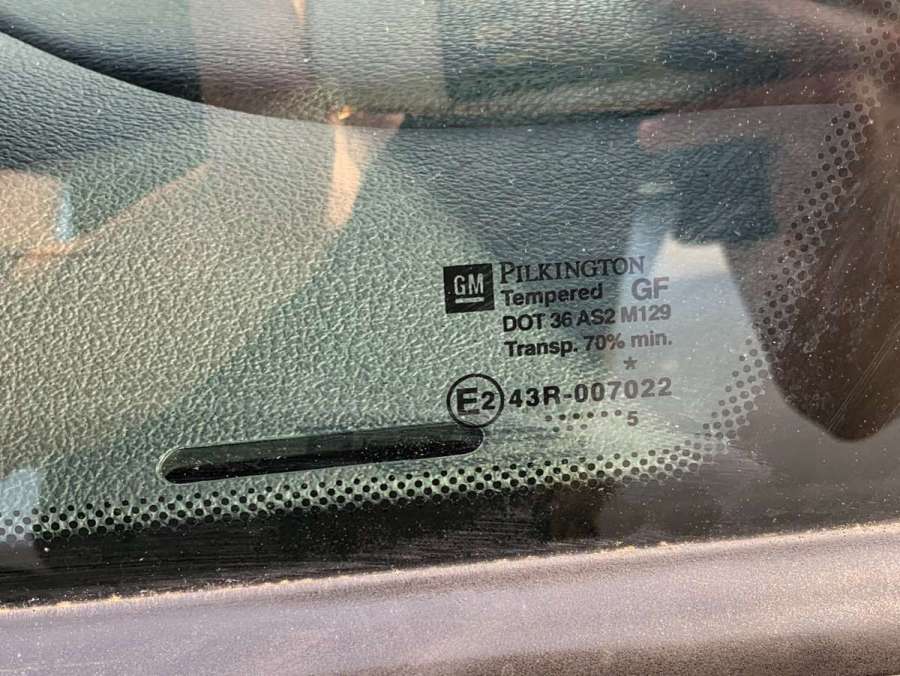 GM
PILKINGTON
Tempered GF
DOT 36 AS2 M129
Transp. 70% min.
*
E2 43R-007022
..... 5